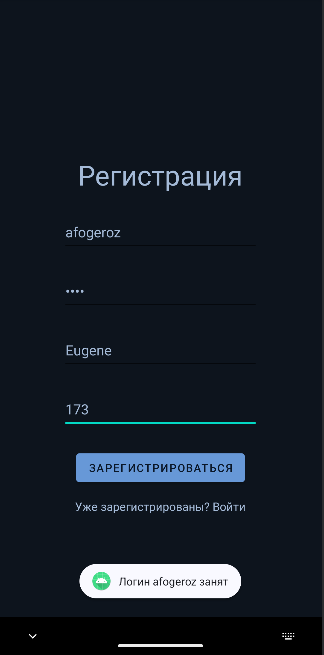 Регистрация
afogeroz
••••
Eugene
173
ЗАРЕГИСТРИРОВАТЬСЯ
Уже зарегистрированы? Войти
Логин afogeroz занят